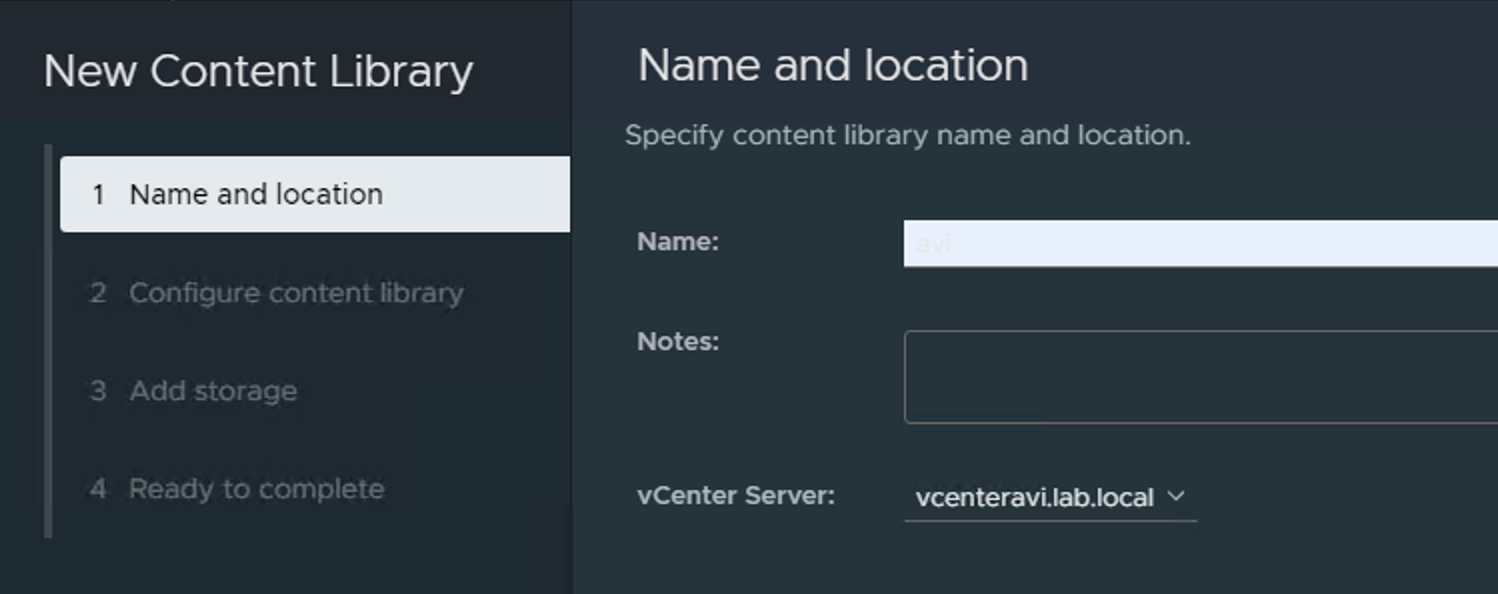 New Content Library
1 Name and location
2 Configure content library
3 Add storage
4 Ready to complete
Name and location
Specify content library name and location.
Name: avi
Notes:
vCenter Server: vcenteravi.lab.local